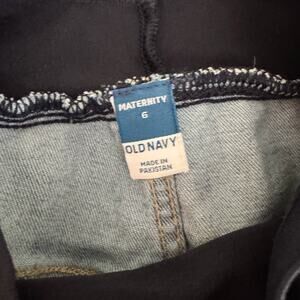 MATERNITY
6
OLD NAVY
MADE IN
PAKISTAN